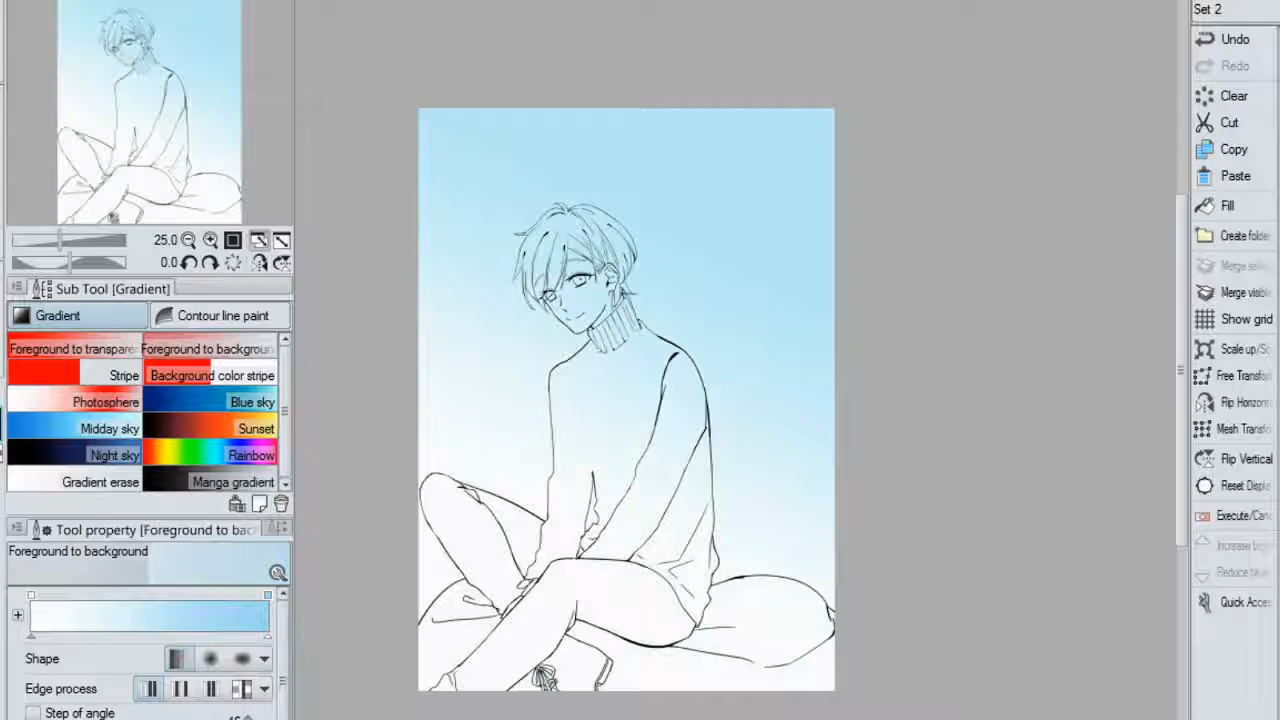 Set 2
Undo
Redo
Clear
Cut
Copy
Paste
Fill
Create folder
Merge
Merge visible
Show grid
Scale up/
Free Transfo
Flip Horizon
Mesh Transfo
Flip Vertical
Reset Displ
Execute/Canc
Increase
Reduce
Quick Acces
25.0
0.0
Sub Tool [Gradient]
Gradient Contour line paint
Foreground to transparen Foreground to backgroun
Stripe Background color stripe
Photosphere Blue sky
Midday sky Sunset
Night sky Rainbow
Gradient erase Manga gradient
Tool property [Foreground to bac
Foreground to background
Shape
Edge process
Step of angle